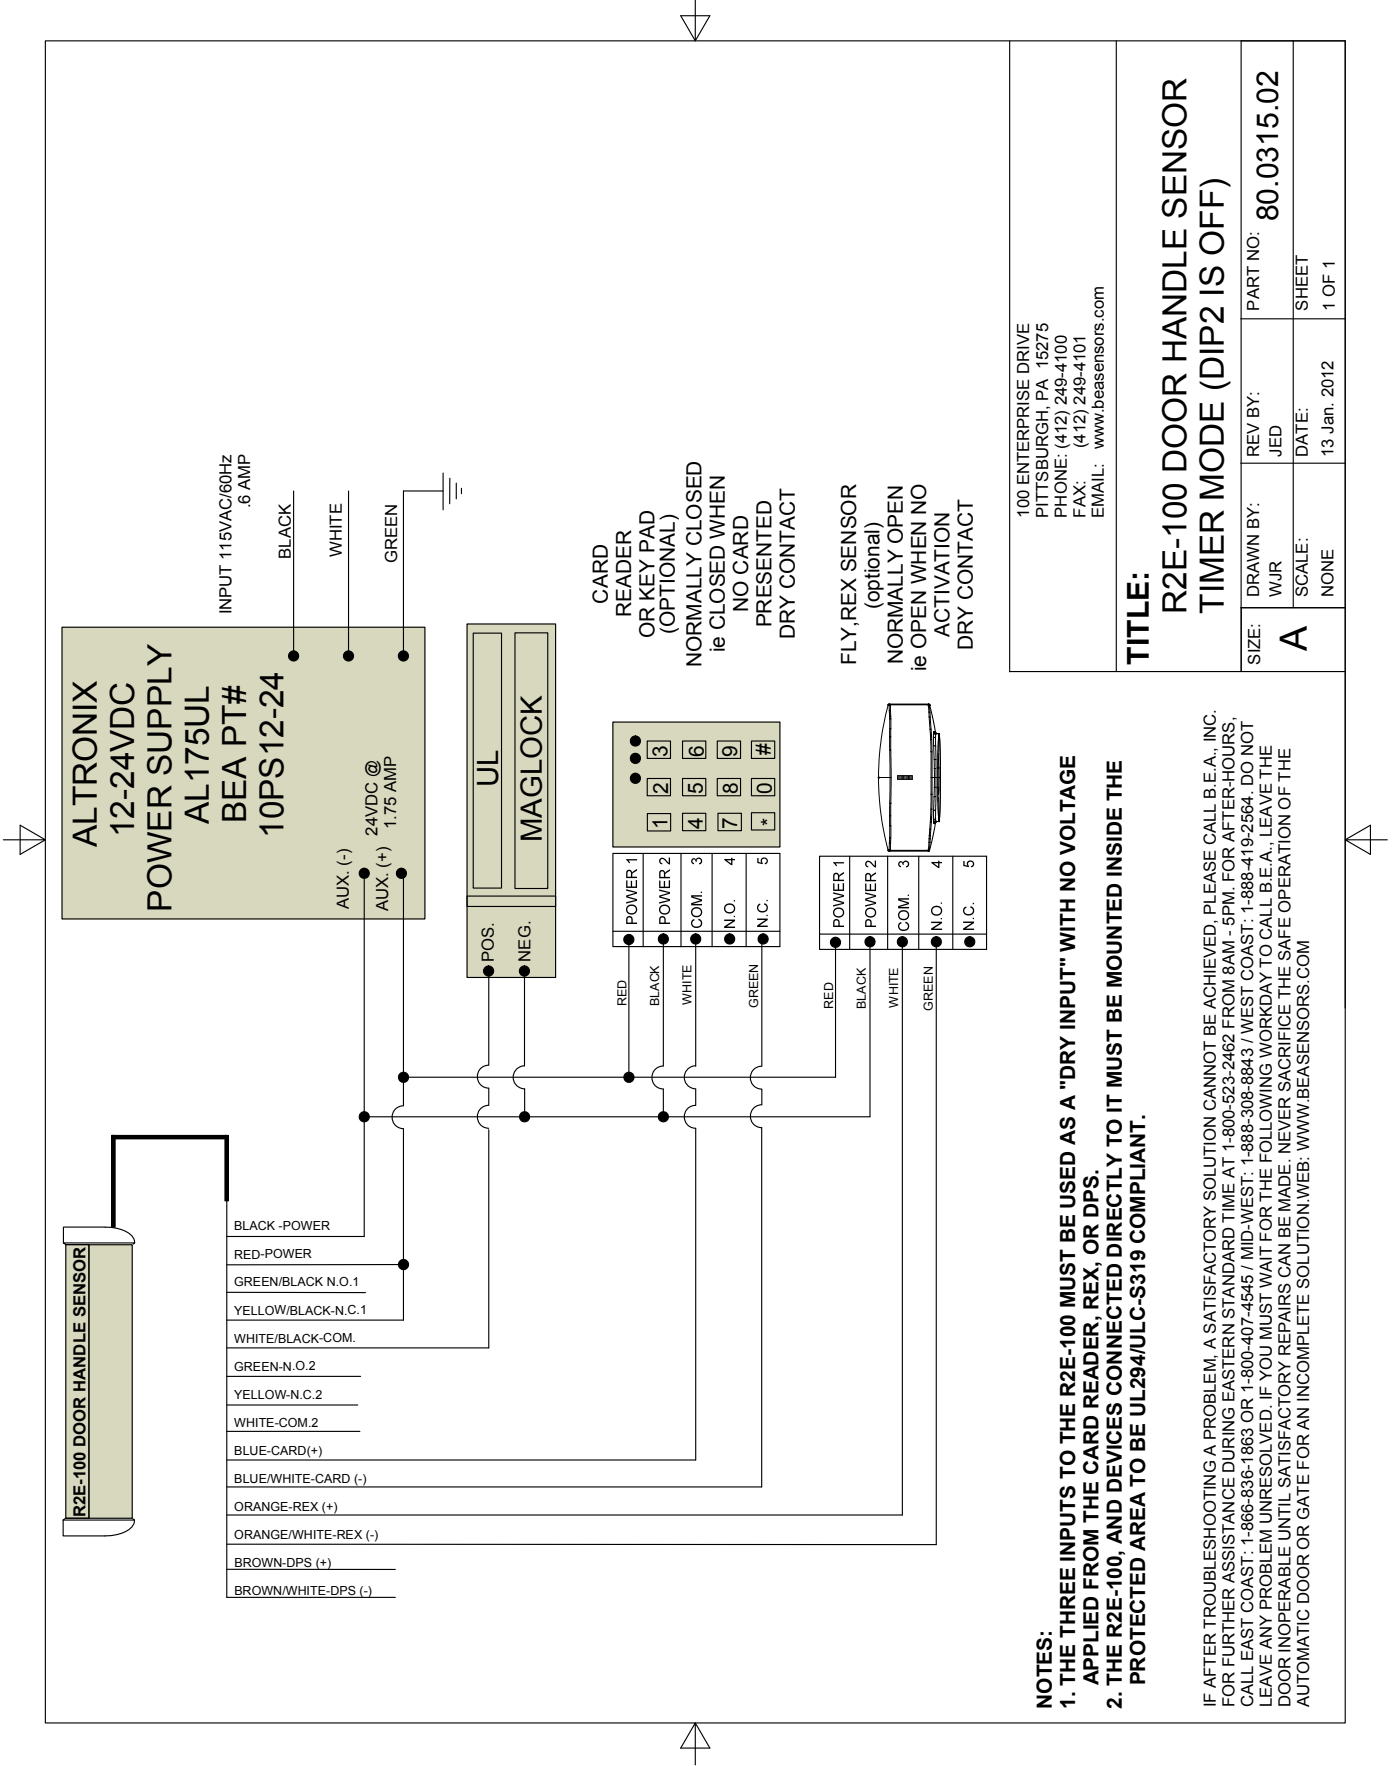 R2E-100 DOOR HANDLE SENSOR
BLACK -POWER
RED-POWER
GREEN/BLACK N.O.1
YELLOW/BLACK-N.C.1
WHITE/BLACK-COM.
GREEN-N.O.2
YELLOW-N.C.2
WHITE-COM.2
BLUE-CARD(+)
BLUE/WHITE-CARD (-)
ORANGE-REX (+)
ORANGE/WHITE-REX (-)
BROWN-DPS (+)
BROWN/WHITE-DPS (-)
ALTRONIX
12-24VDC
POWER SUPPLY
AL175UL
BEA PT#
10PS12-24
AUX. (-)
AUX. (+)
24VDC @
1.75 AMP
INPUT 115VAC/60Hz
.6 AMP
BLACK
WHITE
GREEN
POS.
NEG.
UL
MAGLOCK
RED
BLACK
WHITE
GREEN
POWER 1
POWER 2
COM. 3
N.O. 4
N.C. 5
1 2 3
4 5 6
7 8 9
* 0 #
CARD
READER
OR KEY PAD
(OPTIONAL)
NORMALLY CLOSED
ie CLOSED WHEN
NO CARD
PRESENTED
DRY CONTACT
RED
BLACK
WHITE
GREEN
POWER 1
POWER 2
COM. 3
N.O. 4
N.C. 5
FLY,REX SENSOR
(optional)
NORMALLY OPEN
ie OPEN WHEN NO
ACTIVATION
DRY CONTACT
NOTES:
1. THE THREE INPUTS TO THE R2E-100 MUST BE USED AS A "DRY INPUT" WITH NO VOLTAGE
APPLIED FROM THE CARD READER, REX, OR DPS.
2. THE R2E-100, AND DEVICES CONNECTED DIRECTLY TO IT MUST BE MOUNTED INSIDE THE
PROTECTED AREA TO BE UL294/ULC-S319 COMPLIANT.
IF AFTER TROUBLESHOOTING A PROBLEM, A SATISFACTORY SOLUTION CANNOT BE ACHIEVED, PLEASE CALL B.E.A., INC.
FOR FURTHER ASSISTANCE DURING EASTERN STANDARD TIME AT 1-800-523-2462 FROM 8AM - 5PM. FOR AFTER-HOURS,
CALL EAST COAST: 1-866-836-1863 OR 1-800-407-4545 / MID-WEST: 1-888-308-8843 / WEST COAST: 1-888-419-2564. DO NOT
LEAVE ANY PROBLEM UNRESOLVED. IF YOU MUST WAIT FOR THE FOLLOWING WORKDAY TO CALL B.E.A., LEAVE THE
DOOR INOPERABLE UNTIL SATISFACTORY REPAIRS CAN BE MADE. NEVER SACRIFICE THE SAFE OPERATION OF THE
AUTOMATIC DOOR OR GATE FOR AN INCOMPLETE SOLUTION.WEB: WWW.BEASENSORS.COM
100 ENTERPRISE DRIVE
PITTSBURGH, PA 15275
PHONE: (412) 249-4100
FAX: (412) 249-4101
EMAIL: www.beasensors.com
TITLE:
R2E-100 DOOR HANDLE SENSOR
TIMER MODE (DIP2 IS OFF)
SIZE:
A
DRAWN BY:
WJR
REV BY:
JED
PART NO:
80.0315.02
SCALE:
NONE
DATE:
13 Jan. 2012
SHEET
1 OF 1